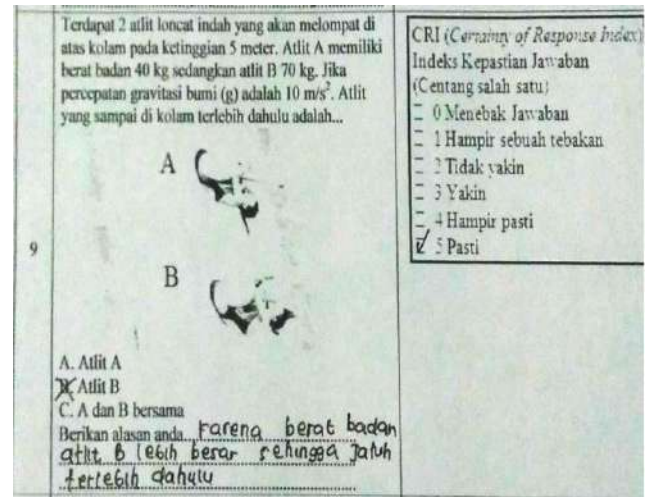 Terdapat 2 atlit loncat indah yang akan melompat di
atas kolam pada ketinggian 5 meter. Atlit A memiliki
berat badan 40 kg sedangkan atlit B 70 kg. Jika
percepatan gravitasi bumi (g) adalah 10 m/s². Atlit
yang sampai di kolam terlebih dahulu adalah...
A
9
B
A. Atlit A
B. Atlit B
C. A dan B bersama
Berikan alasan anda... Karena berat badan
atlit B lebih besar sehingga jatuh
terlebih dahulu
CRI (Certainty of Response Index)
Indeks Kepastian Jawaban
(Centang salah satu)
0 Menebak Jawaban
1 Hampir sebuah tebakan
2 Tidak yakin
3 Yakin
4 Hampir pasti
5 Pasti